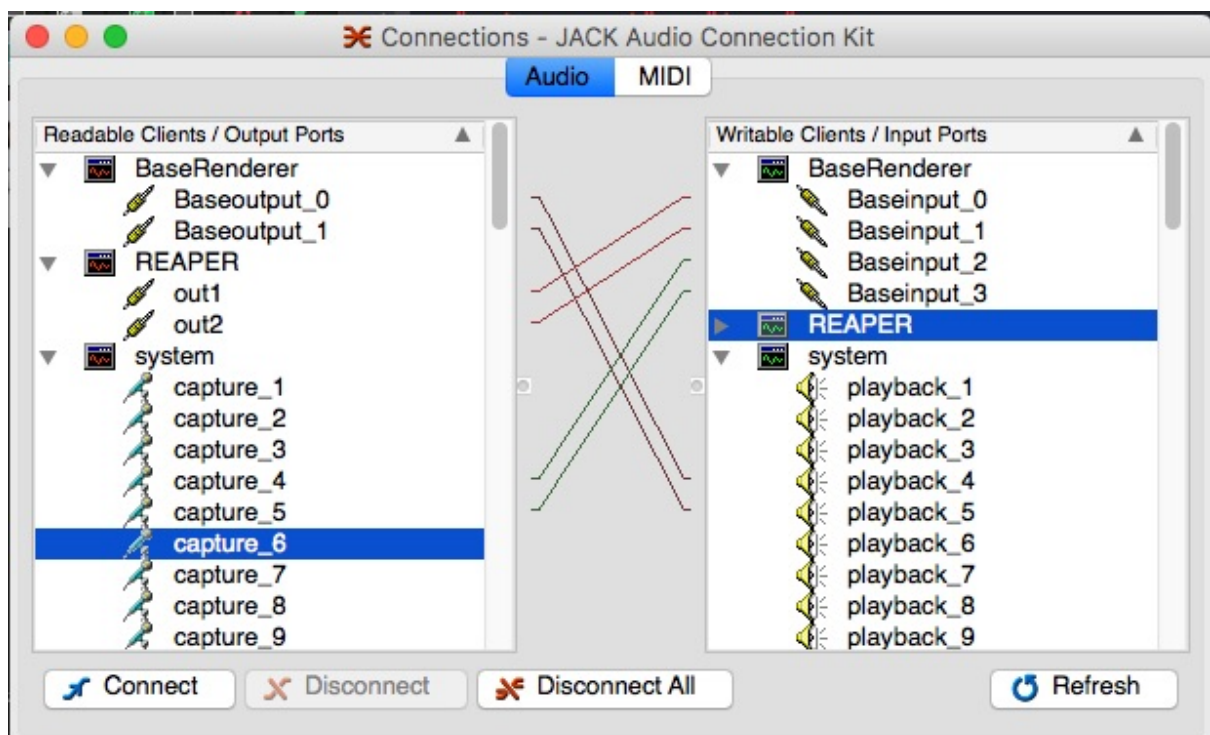 Connections - JACK Audio Connection Kit
Audio MIDI
Readable Clients / Output Ports
BaseRenderer
Baseoutput_0
Baseoutput_1
REAPER
out1
out2
system
capture_1
capture_2
capture_3
capture_4
capture_5
capture_6
capture_7
capture_8
capture_9
Writable Clients / Input Ports
BaseRenderer
Baseinput_0
Baseinput_1
Baseinput_2
Baseinput_3
REAPER
system
playback_1
playback_2
playback_3
playback_4
playback_5
playback_6
playback_7
playback_8
playback_9
Connect Disconnect Disconnect All Refresh